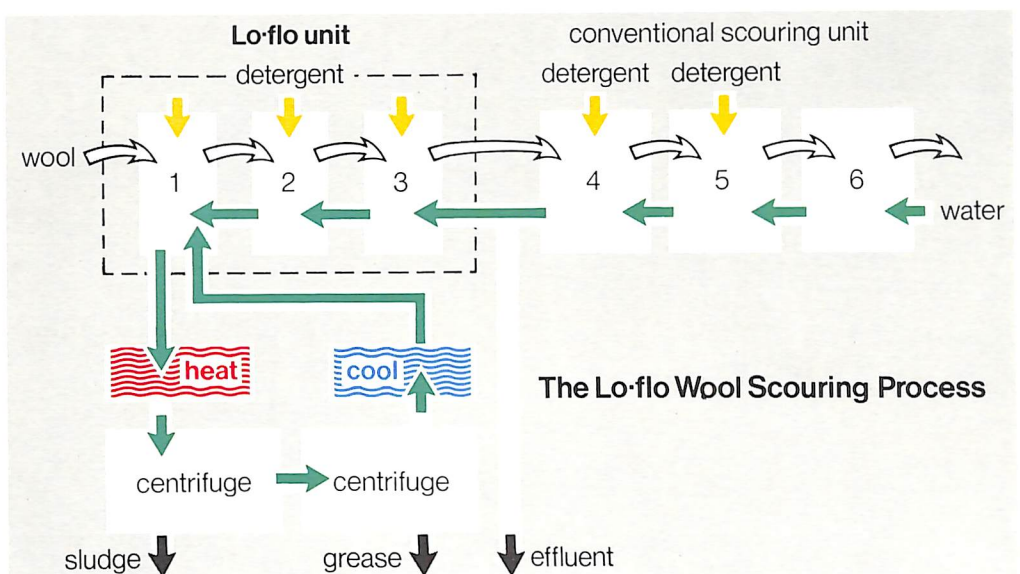 Lo·flo unit
conventional scouring unit
detergent
detergent detergent
wool
1 2 3 4 5 6
water
heat
cool
The Lo·flo Wool Scouring Process
centrifuge
centrifuge
sludge
grease
effluent